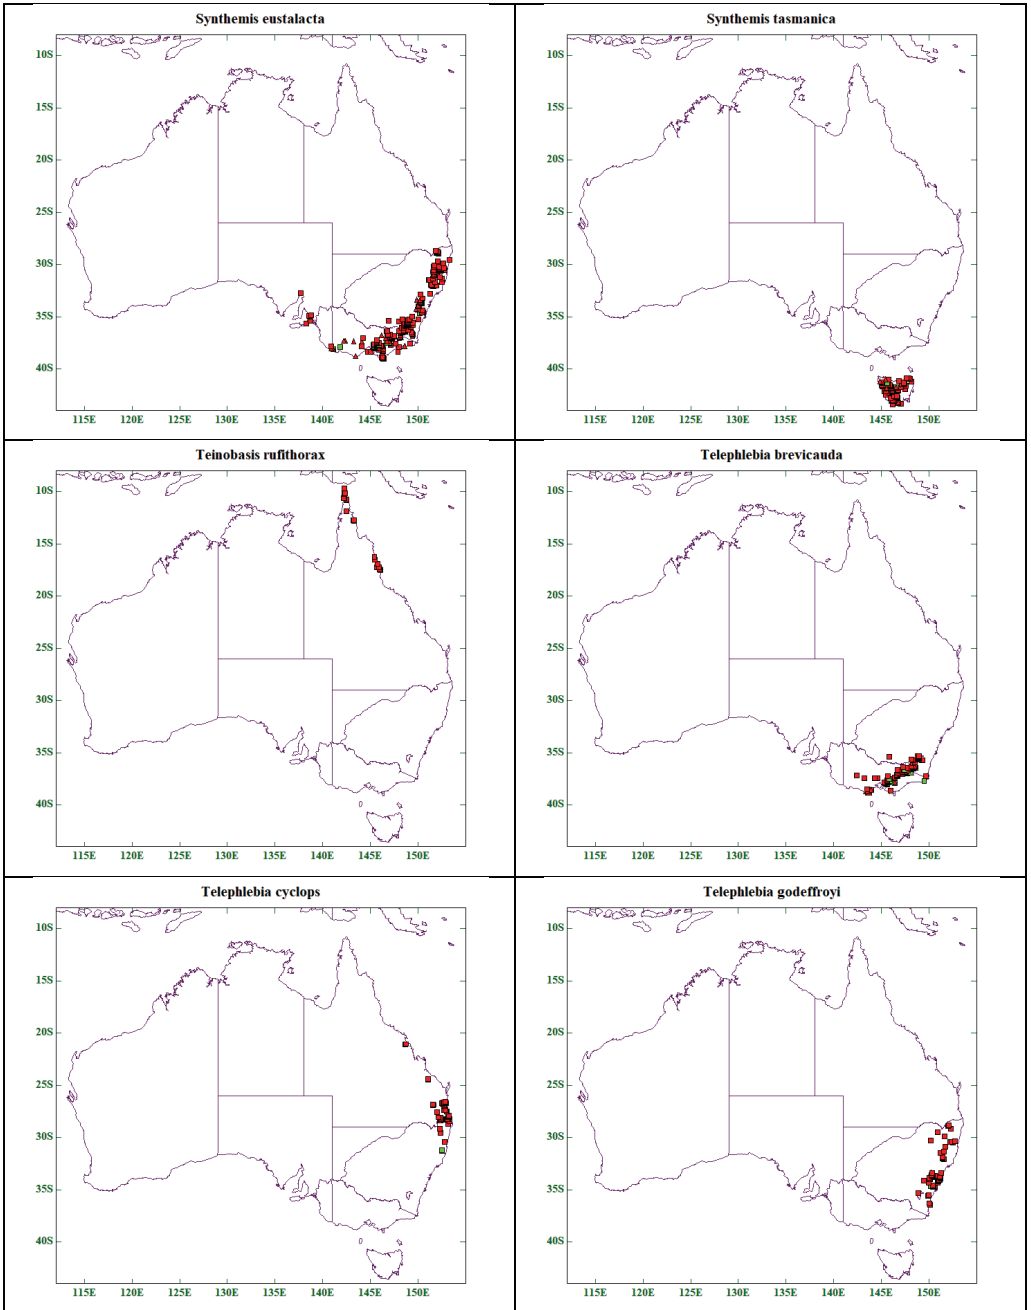 Synthemis eustalacta
10S
15S
20S
25S
30S
35S
40S
115E 120E 125E 130E 135E 140E 145E 150E
Synthemis tasmanica
10S
15S
20S
25S
30S
35S
40S
115E 120E 125E 130E 135E 140E 145E 150E
Teinobasis rufithorax
10S
15S
20S
25S
30S
35S
40S
115E 120E 125E 130E 135E 140E 145E 150E
Telephlebia brevicauda
10S
15S
20S
25S
30S
35S
40S
115E 120E 125E 130E 135E 140E 145E 150E
Telephlebia cyclops
10S
15S
20S
25S
30S
35S
40S
115E 120E 125E 130E 135E 140E 145E 150E
Telephlebia godeffroyi
10S
15S
20S
25S
30S
35S
40S
115E 120E 125E 130E 135E 140E 145E 150E